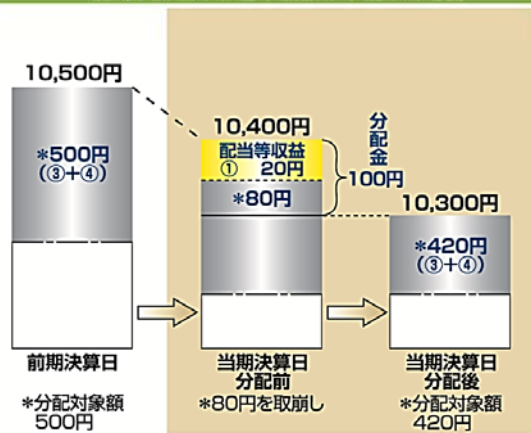 10,500円
*500円
(③+④)
前期決算日
*分配対象額
500円
10,400円
配当等収益
① 20円
*80円
分配金
100円
当期決算日
分配前
*80円を取崩し
10,300円
*420円
(③+④)
当期決算日
分配後
*分配対象額
420円